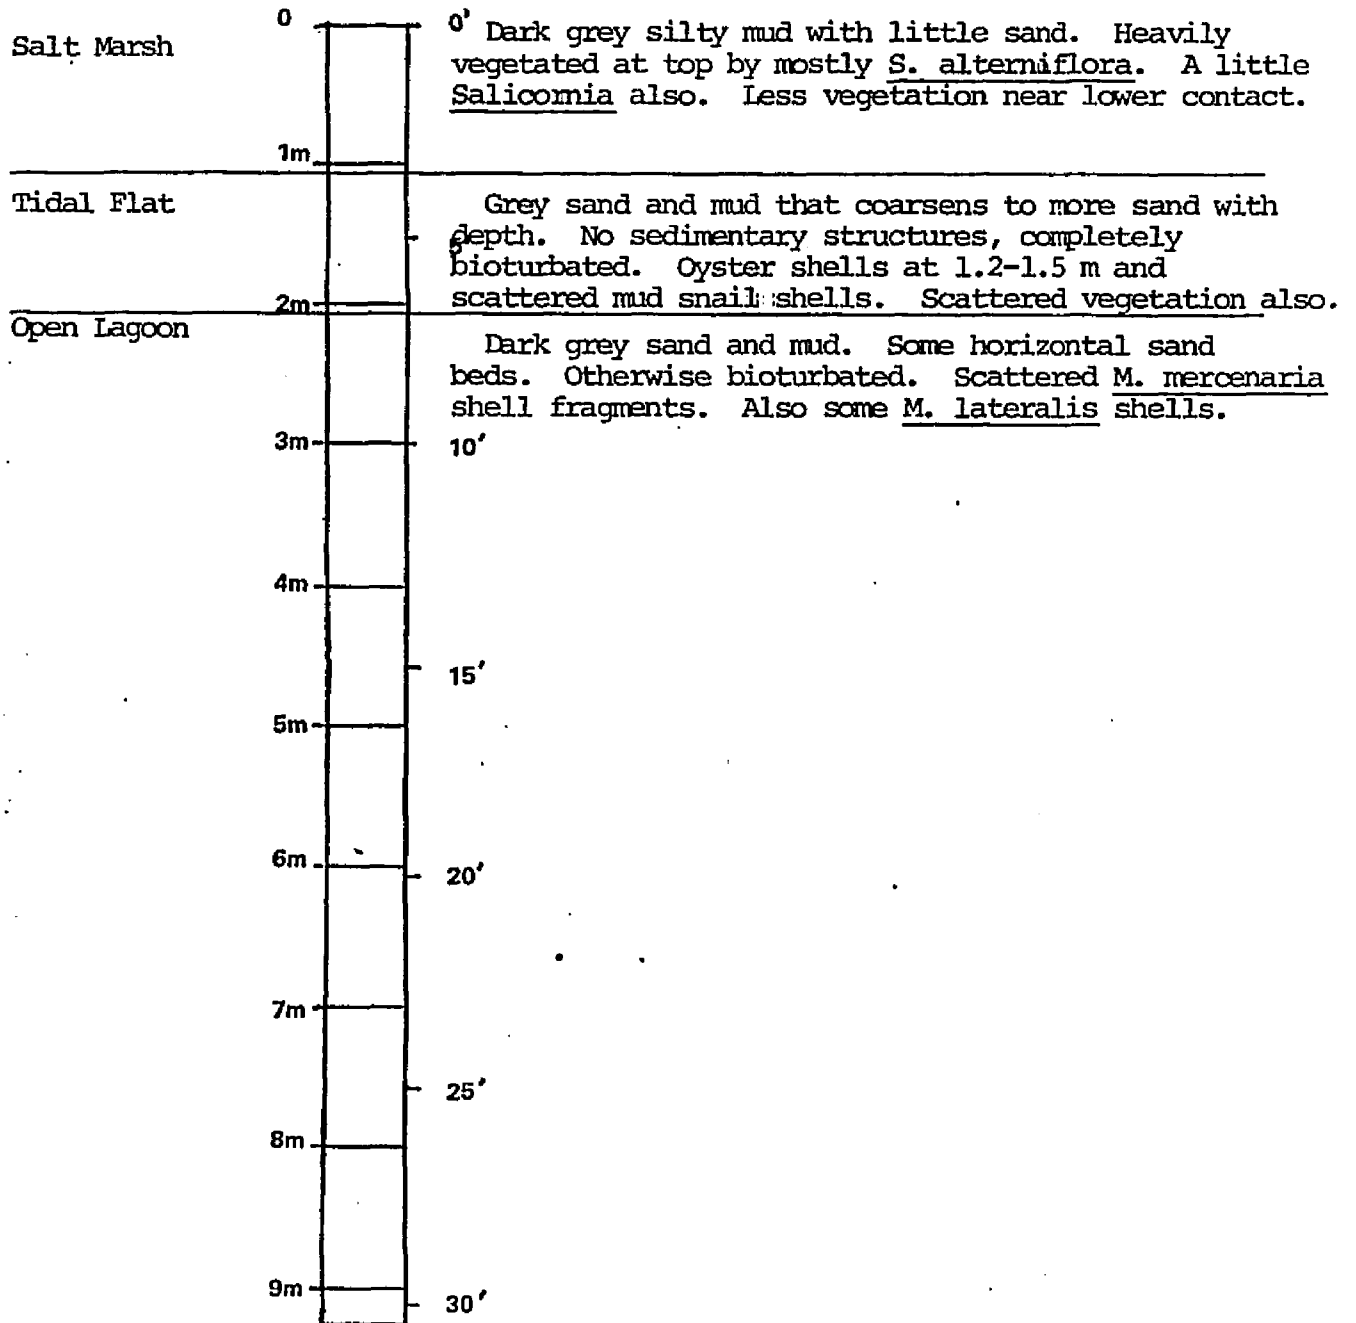 0 0'
Salt Marsh
Dark grey silty mud with little sand. Heavily
vegetated at top by mostly S. alterniflora. A little
Salicornia also. Less vegetation near lower contact.
1m
Tidal Flat
Grey sand and mud that coarsens to more sand with
depth. No sedimentary structures, completely
5
bioturbated. Oyster shells at 1.2-1.5 m and
scattered mud snail shells. Scattered vegetation also.
2m
Open Lagoon
Dark grey sand and mud. Some horizontal sand
beds. Otherwise bioturbated. Scattered M. mercenaria
shell fragments. Also some M. lateralis shells.
3m 10'
4m
15'
5m
6m
20'
7m
25'
8m
9m
30'